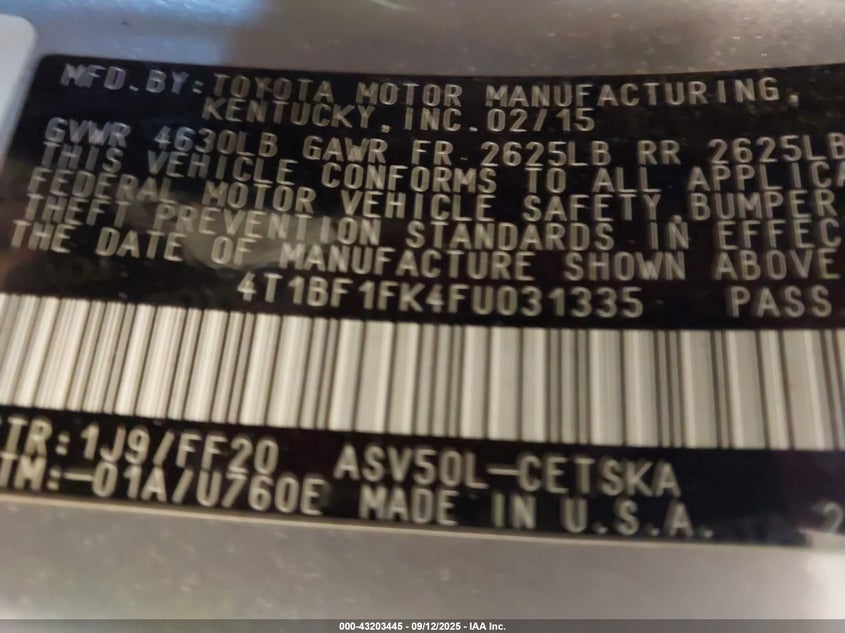 MFD.BY:TOYOTA MOTOR MANUFACTURING,
KENTUCKY,INC.02/15
GVWR 4630LB GAWR FR 2625LB RR 2625LB
THIS VEHICLE CONFORMS TO ALL APPLICA
FEDERAL MOTOR VEHICLE SAFETY,BUMPER
THEFT PREVENTION STANDARDS IN EFFEC
THE DATE OF MANUFACTURE SHOWN ABOVE
4T1BF1FK4FU031335 PASS
TR:1J9/FF20 ASV50L-CETSKA
TM:-01A/U760E MADE IN U.S.A. 2
000-43203445 - 09/12/2025 - IAA Inc.